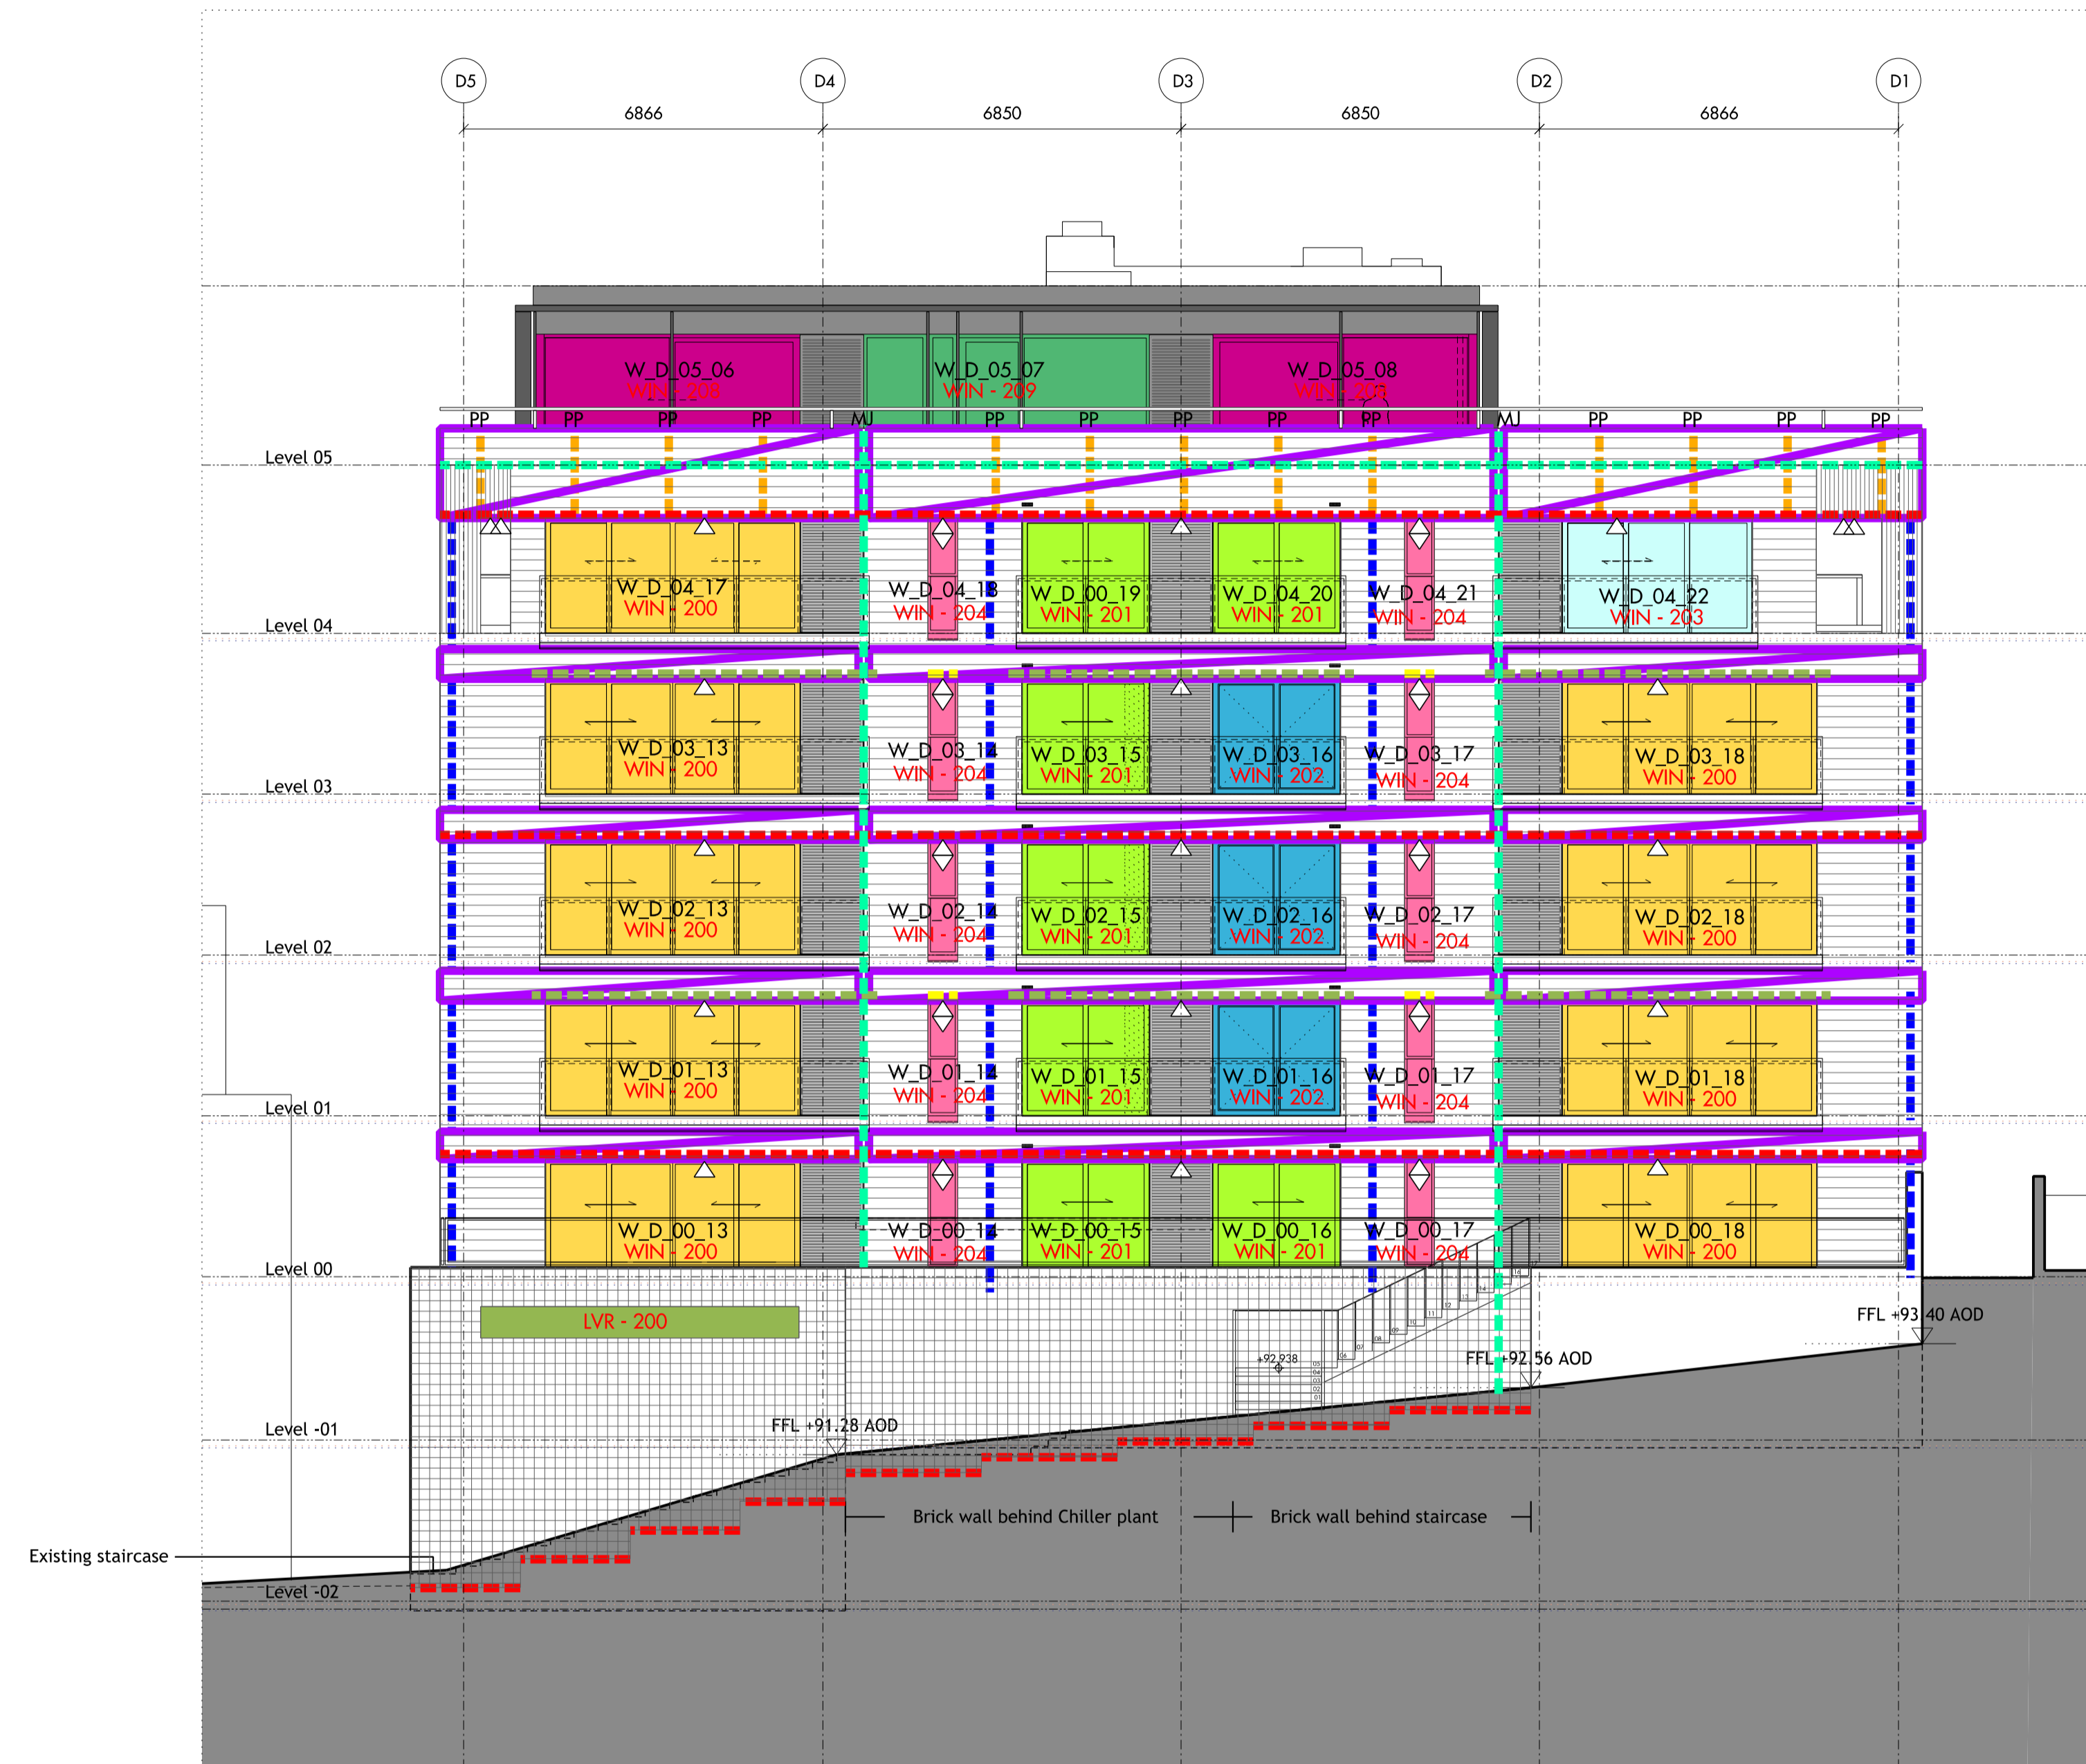 D5 D4 D3 D2 D1
6866 6850 6850 6866
W_D_05_06 W_D_05_07 W_D_05_08
WIN - 208 WIN - 209 WIN - 208
PP PP PP PP MJ PP PP PP PP PP MJ PP PP PP PP
Level 05
W_D_04_17 W_D_04_18 W_D_00_19 W_D_04_20 W_D_04_21 W_D_04_22
WIN - 200 WIN - 204 WIN - 201 WIN - 201 WIN - 204 WIN - 203
Level 04
W_D_03_13 W_D_03_14 W_D_03_15 W_D_03_16 W_D_03_17 W_D_03_18
WIN - 200 WIN - 204 WIN - 201 WIN - 202 WIN - 204 WIN - 200
Level 03
W_D_02_13 W_D_02_14 W_D_02_15 W_D_02_16 W_D_02_17 W_D_02_18
WIN - 200 WIN - 204 WIN - 201 WIN - 202 WIN - 204 WIN - 200
Level 02
W_D_01_13 W_D_01_14 W_D_01_15 W_D_01_16 W_D_01_17 W_D_01_18
WIN - 200 WIN - 204 WIN - 201 WIN - 202 WIN - 204 WIN - 200
Level 01
W_D_00_13 W_D_00_14 W_D_00_15 W_D_00_16 W_D_00_17 W_D_00_18
WIN - 200 WIN - 204 WIN - 201 WIN - 201 WIN - 204 WIN - 200
Level 00
LVR - 200
FFL +93.40 AOD
+92.938
FFL +92.56 AOD
Level -01
FFL +91.28 AOD
Brick wall behind Chiller plant Brick wall behind staircase
Existing staircase
Level -02